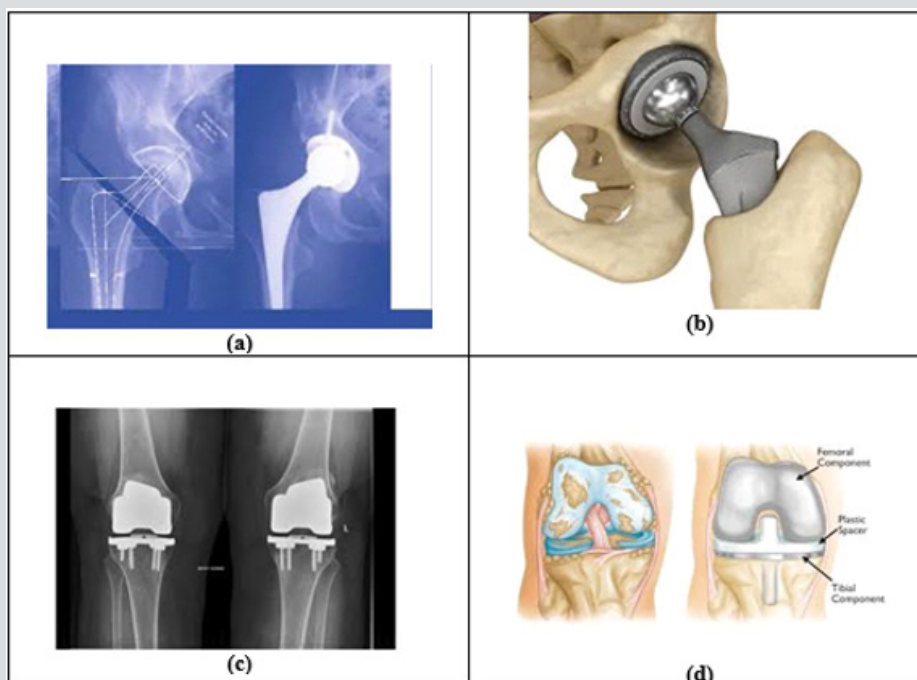 (a)
(b)
L
(c)
Femoral
Component
Plastic
Spacer
Tibial
Component
(d)